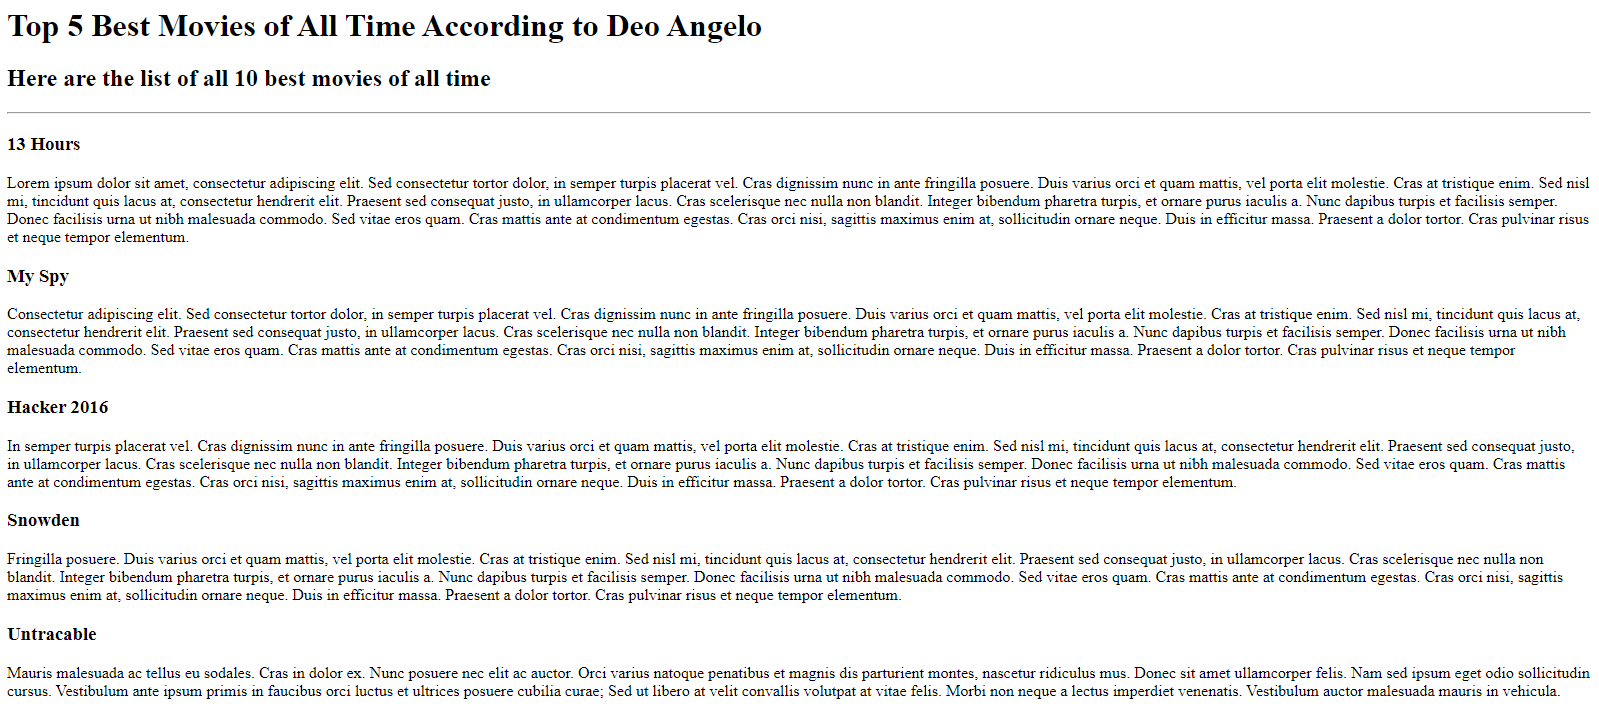 Top 5 Best Movies of All Time According to Deo Angelo
Here are the list of all 10 best movies of all time
13 Hours
Lorem ipsum dolor sit amet, consectetur adipiscing elit. Sed consectetur tortor dolor, in semper turpis placerat vel. Cras dignissim nunc in ante fringilla posuere. Duis varius orci et quam mattis, vel porta elit molestie. Cras at tristique enim. Sed nisl
mi, tincidunt quis lacus at, consectetur hendrerit elit. Praesent sed consequat justo, in ullamcorper lacus. Cras scelerisque nec nulla non blandit. Integer bibendum pharetra turpis, et ornare purus iaculis a. Nunc dapibus turpis et facilisis semper.
Donec facilisis urna ut nibh malesuada commodo. Sed vitae eros quam. Cras mattis ante at condimentum egestas. Cras orci nisi, sagittis maximus enim at, sollicitudin ornare neque. Duis in efficitur massa. Praesent a dolor tortor. Cras pulvinar risus
et neque tempor elementum.
My Spy
Consectetur adipiscing elit. Sed consectetur tortor dolor, in semper turpis placerat vel. Cras dignissim nunc in ante fringilla posuere. Duis varius orci et quam mattis, vel porta elit molestie. Cras at tristique enim. Sed nisl mi, tincidunt quis lacus at,
consectetur hendrerit elit. Praesent sed consequat justo, in ullamcorper lacus. Cras scelerisque nec nulla non blandit. Integer bibendum pharetra turpis, et ornare purus iaculis a. Nunc dapibus turpis et facilisis semper. Donec facilisis urna ut nibh
malesuada commodo. Sed vitae eros quam. Cras mattis ante at condimentum egestas. Cras orci nisi, sagittis maximus enim at, sollicitudin ornare neque. Duis in efficitur massa. Praesent a dolor tortor. Cras pulvinar risus et neque tempor
elementum.
Hacker 2016
In semper turpis placerat vel. Cras dignissim nunc in ante fringilla posuere. Duis varius orci et quam mattis, vel porta elit molestie. Cras at tristique enim. Sed nisl mi, tincidunt quis lacus at, consectetur hendrerit elit. Praesent sed consequat justo,
in ullamcorper lacus. Cras scelerisque nec nulla non blandit. Integer bibendum pharetra turpis, et ornare purus iaculis a. Nunc dapibus turpis et facilisis semper. Donec facilisis urna ut nibh malesuada commodo. Sed vitae eros quam. Cras mattis
ante at condimentum egestas. Cras orci nisi, sagittis maximus enim at, sollicitudin ornare neque. Duis in efficitur massa. Praesent a dolor tortor. Cras pulvinar risus et neque tempor elementum.
Snowden
Fringilla posuere. Duis varius orci et quam mattis, vel porta elit molestie. Cras at tristique enim. Sed nisl mi, tincidunt quis lacus at, consectetur hendrerit elit. Praesent sed consequat justo, in ullamcorper lacus. Cras scelerisque nec nulla non
blandit. Integer bibendum pharetra turpis, et ornare purus iaculis a. Nunc dapibus turpis et facilisis semper. Donec facilisis urna ut nibh malesuada commodo. Sed vitae eros quam. Cras mattis ante at condimentum egestas. Cras orci nisi, sagittis
maximus enim at, sollicitudin ornare neque. Duis in efficitur massa. Praesent a dolor tortor. Cras pulvinar risus et neque tempor elementum.
Untracable
Mauris malesuada ac tellus eu sodales. Cras in dolor ex. Nunc posuere nec elit ac auctor. Orci varius natoque penatibus et magnis dis parturient montes, nascetur ridiculus mus. Donec sit amet ullamcorper felis. Nam sed ipsum eget odio sollicitudin
cursus. Vestibulum ante ipsum primis in faucibus orci luctus et ultrices posuere cubilia curae; Sed ut libero at velit convallis volutpat at vitae felis. Morbi non neque a lectus imperdiet venenatis. Vestibulum auctor malesuada mauris in vehicula.